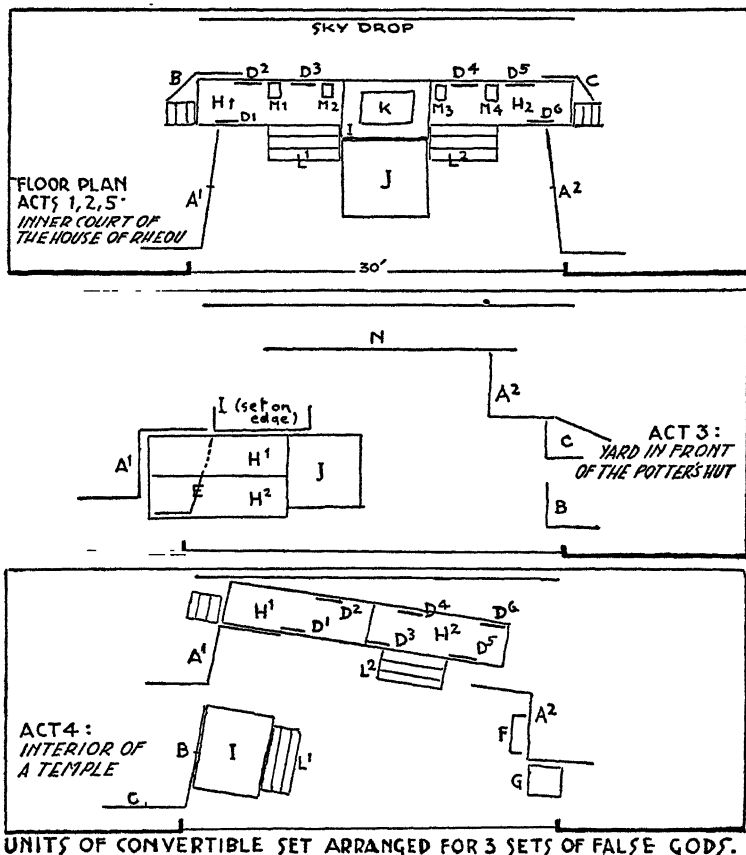 SKY DROP
B D2 D3 D4 D5 C
H1 M1 M2 K M3 M4 H2
D1 I D6
L1 J L2
A1 A2
FLOOR PLAN
ACTS 1, 2, 5·
INNER COURT OF
THE HOUSE OF RHEOU
30'
N
A2
I (set on
edge)
A1 H1 J
E H2
C
B
ACT 3:
YARD IN FRONT
OF THE POTTER'S HUT
H1 D2 D4 D6
D1 D3 H2 D5
A1 L2
A2
F
B I L1
G
C
ACT 4:
INTERIOR OF
A TEMPLE
UNITS OF CONVERTIBLE SET ARRANGED FOR 3 SETS OF FALSE GODS.